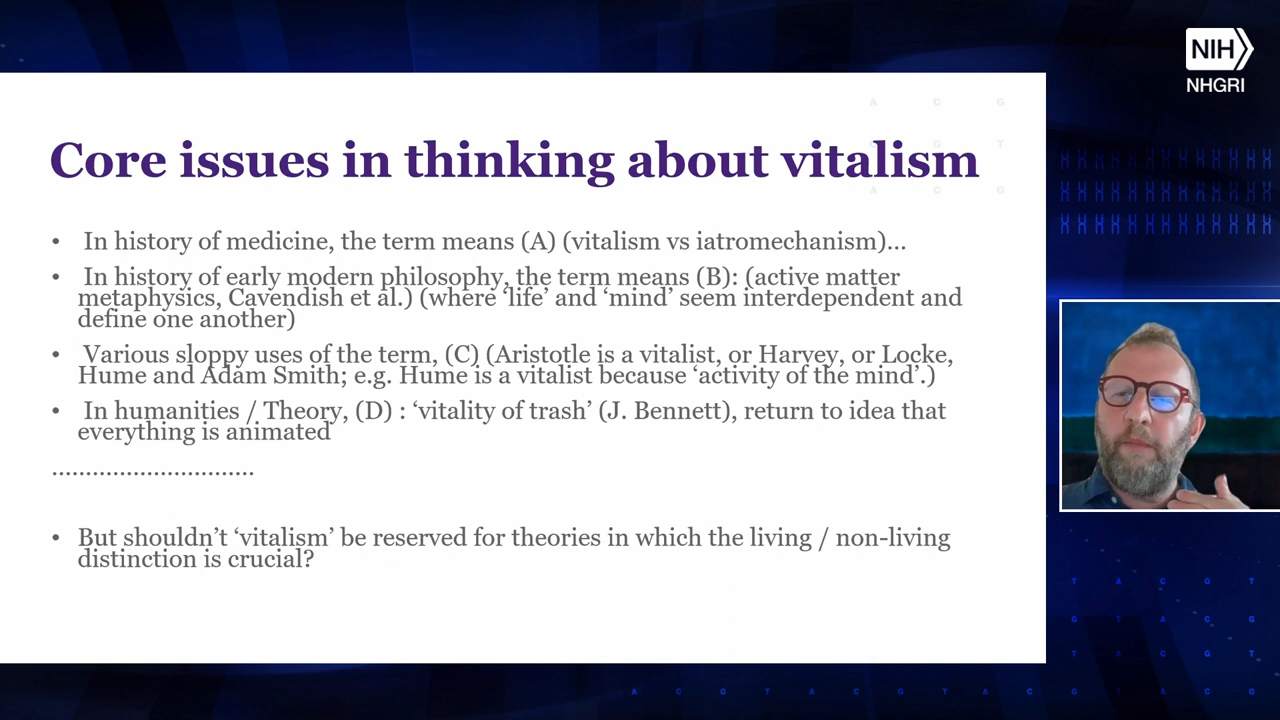 NIH
NHGRI
A C G
G T
A C G
Core issues in thinking about vitalism
• In history of medicine, the term means (A) (vitalism vs iatromechanism)…
• In history of early modern philosophy, the term means (B): (active matter
metaphysics, Cavendish et al.) (where ‘life’ and ‘mind’ seem interdependent and
define one another)
• Various sloppy uses of the term, (C) (Aristotle is a vitalist, or Harvey, or Locke,
Hume and Adam Smith; e.g. Hume is a vitalist because ‘activity of the mind’.)
• In humanities / Theory, (D) : ‘vitality of trash’ (J. Bennett), return to idea that
everything is animated
…………………………
• But shouldn’t ‘vitalism’ be reserved for theories in which the living / non-living
distinction is crucial?
T A C G T
G T A C G
T A C G T
A C G T A C G T A C G T A C G